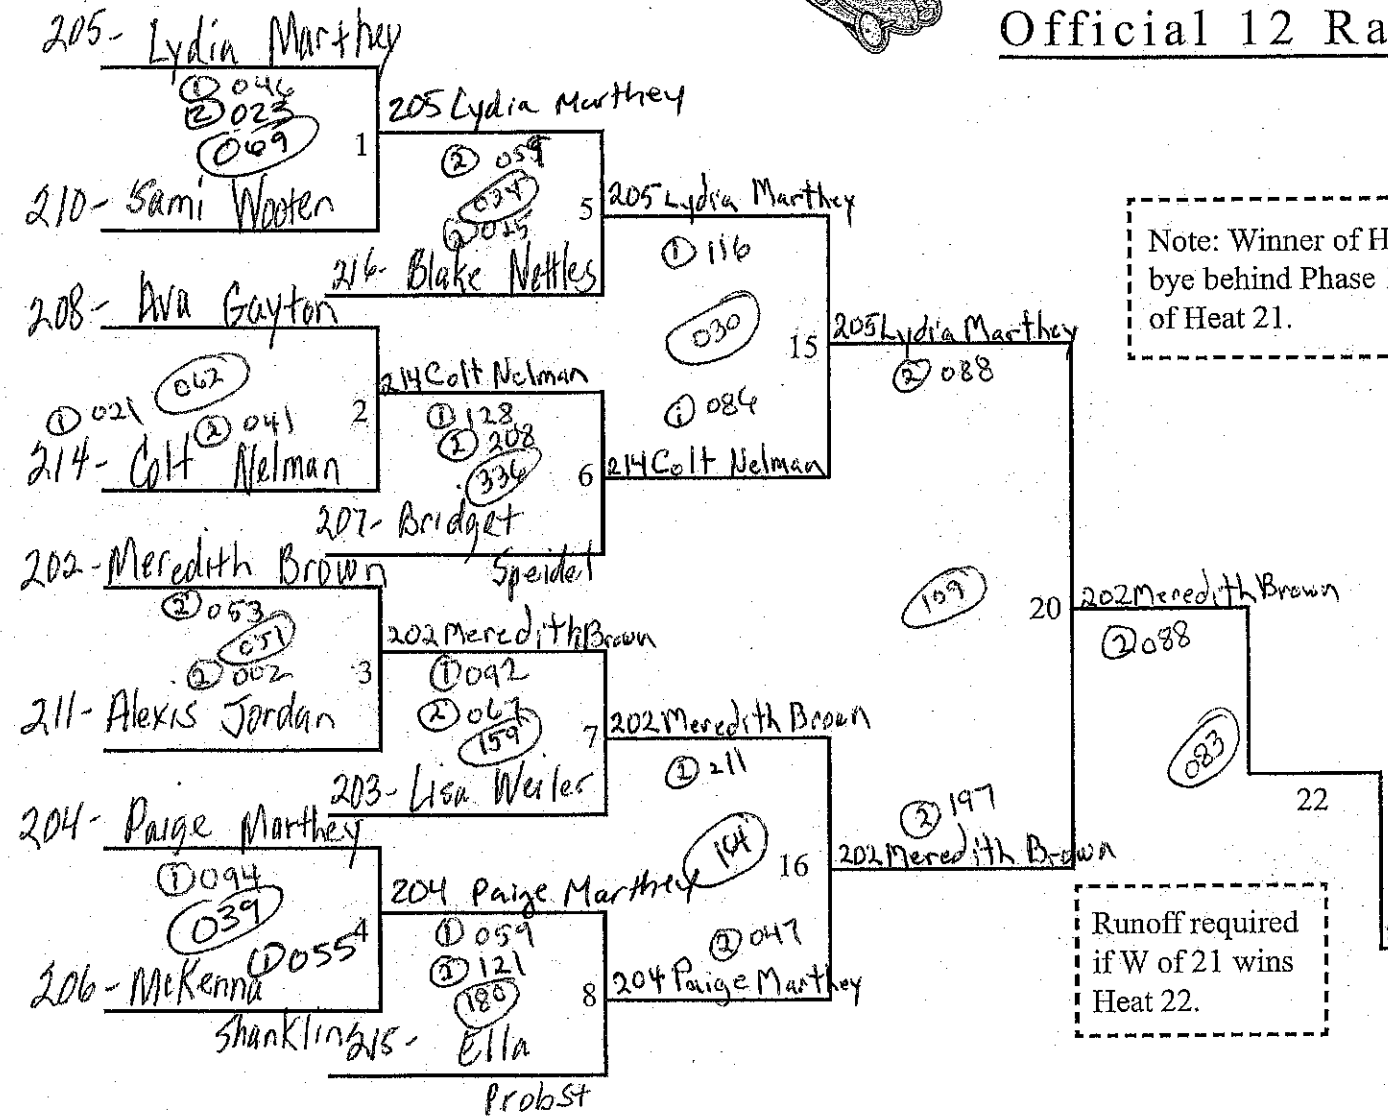 Official 12 Ra
205- Lydia Marthey
① 046
② 023
069
1
210- Sami Wooten
205 Lydia Marthey
② 059
034
② 025
5
216- Blake Nettles
208- Ava Gayton
062
① 021
② 041
2
214- Colt Nelman
214 Colt Nelman
① 128
② 208
336
6
207- Bridget
Speidel
202- Meredith Brown
② 053
051
② 002
3
211- Alexis Jordan
202 Meredith Brown
① 092
② 067
159
7
203- Lisa Weiler
204- Paige Marthey
① 094
039
① 055
4
206- McKenna
Shanklin
204 Paige Marthey
① 059
② 121
180
8
215- Ella
Probst
205 Lydia Marthey
① 116
030
15
① 086
214 Colt Nelman
202 Meredith Brown
① 211
164
16
② 047
204 Paige Marthey
205 Lydia Marthey
② 088
109
20
② 197
202 Meredith Brown
202 Meredith Brown
② 088
083
22
Note: Winner of H
bye behind Phase
of Heat 21.
Runoff required
if W of 21 wins
Heat 22.